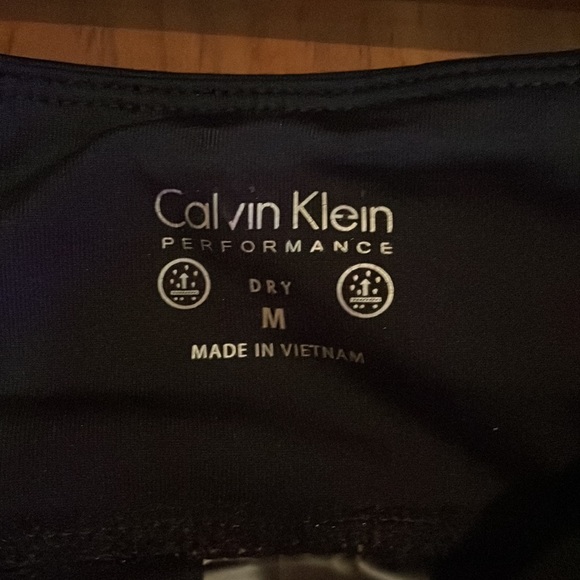 Calvin Klein
PERFORMANCE
DRY
M
MADE IN VIETNAM